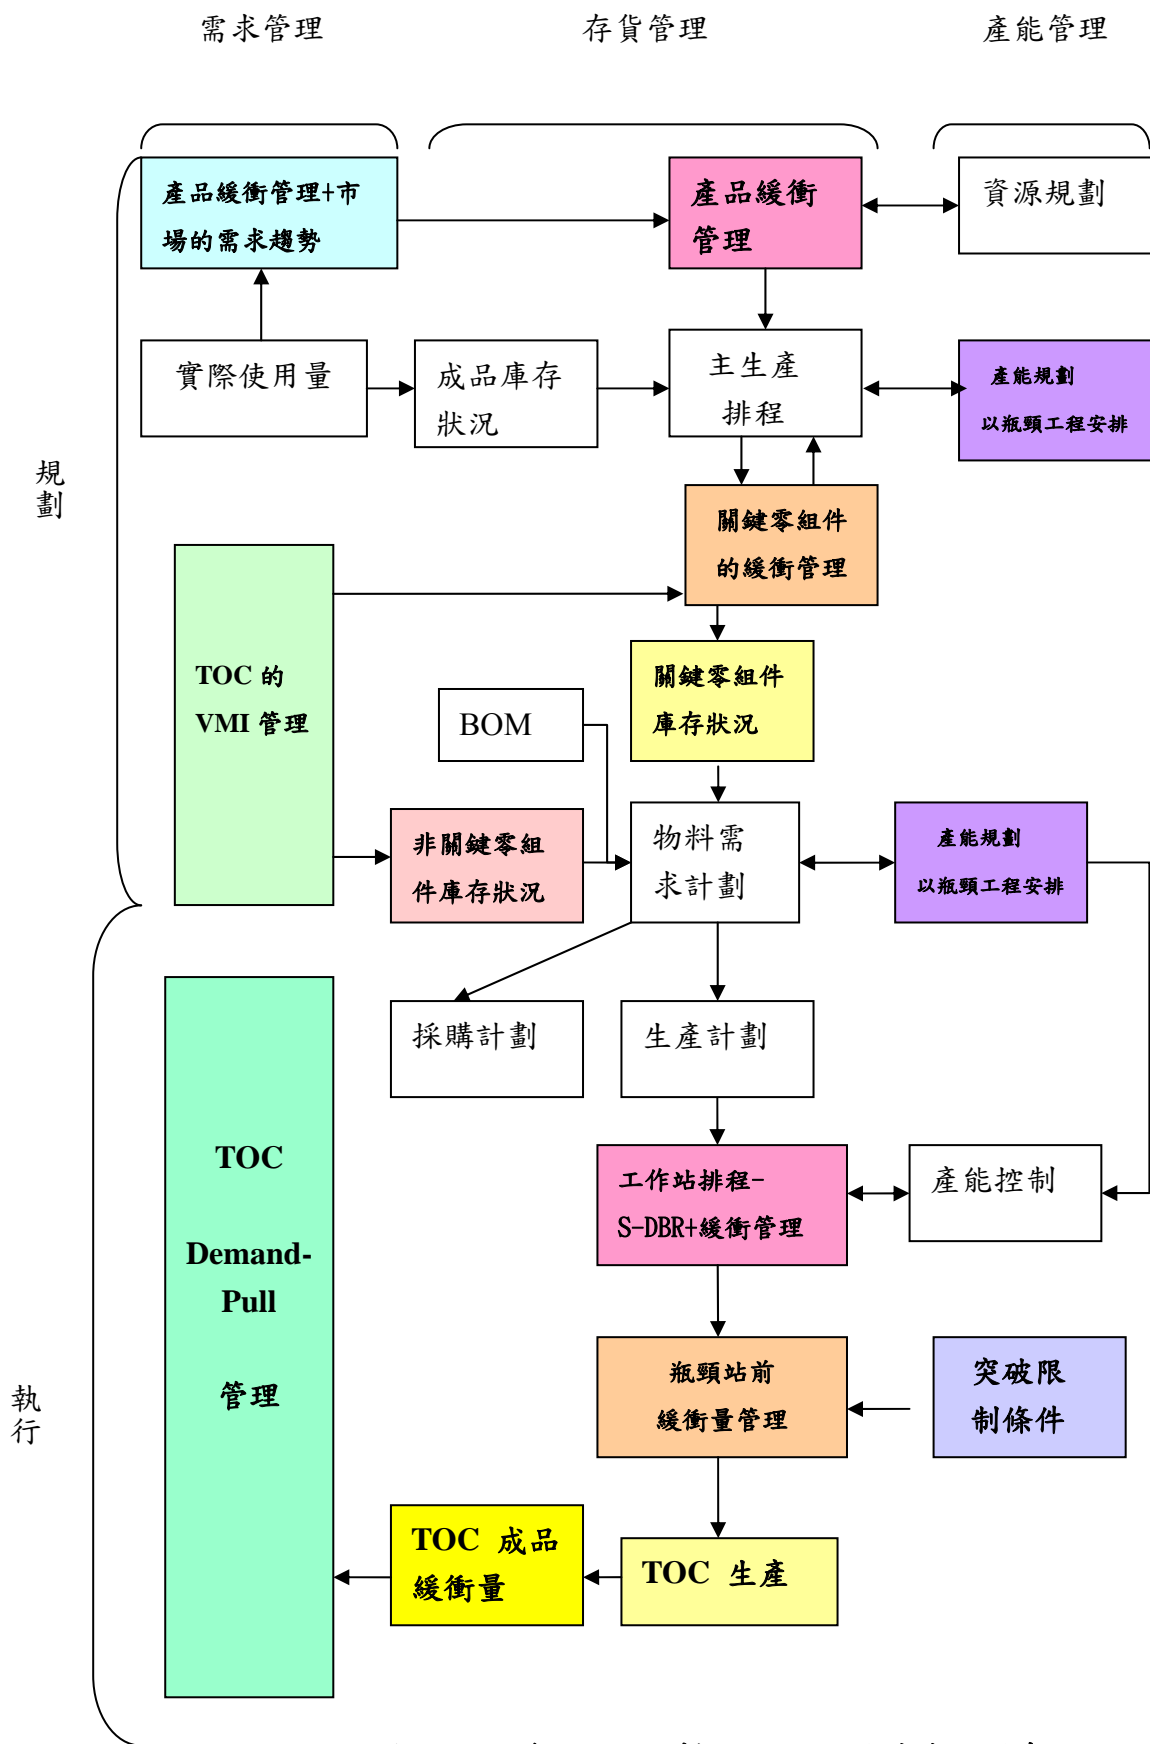 需求管理
存貨管理
產能管理
產品緩衝管理+市
場的需求趨勢
產品緩衝
管理
資源規劃
實際使用量
成品庫存
狀況
主生產
排程
產能規劃
以瓶頸工程安排
規
劃
關鍵零組件
的緩衝管理
TOC 的
VMI 管理
關鍵零組件
庫存狀況
BOM
非關鍵零組
件庫存狀況
物料需
求計劃
產能規劃
以瓶頸工程安排
採購計劃
生產計劃
TOC
Demand-
Pull
管理
工作站排程-
S-DBR+緩衝管理
產能控制
執
行
瓶頸站前
緩衝量管理
突破限
制條件
TOC 成品
緩衝量
TOC 生產